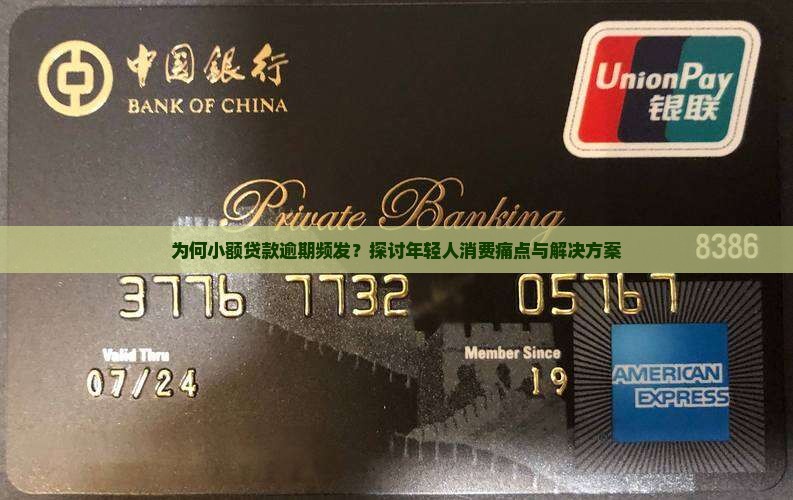 中国银行
BANK OF CHINA
UnionPay
银联
Private Banking
为何小额贷款逾期频发？探讨年轻人消费痛点与解决方案
8386
3776 7732 05767
Valid Thru
07/24
Member Since
19
AMERICAN
EXPRESS